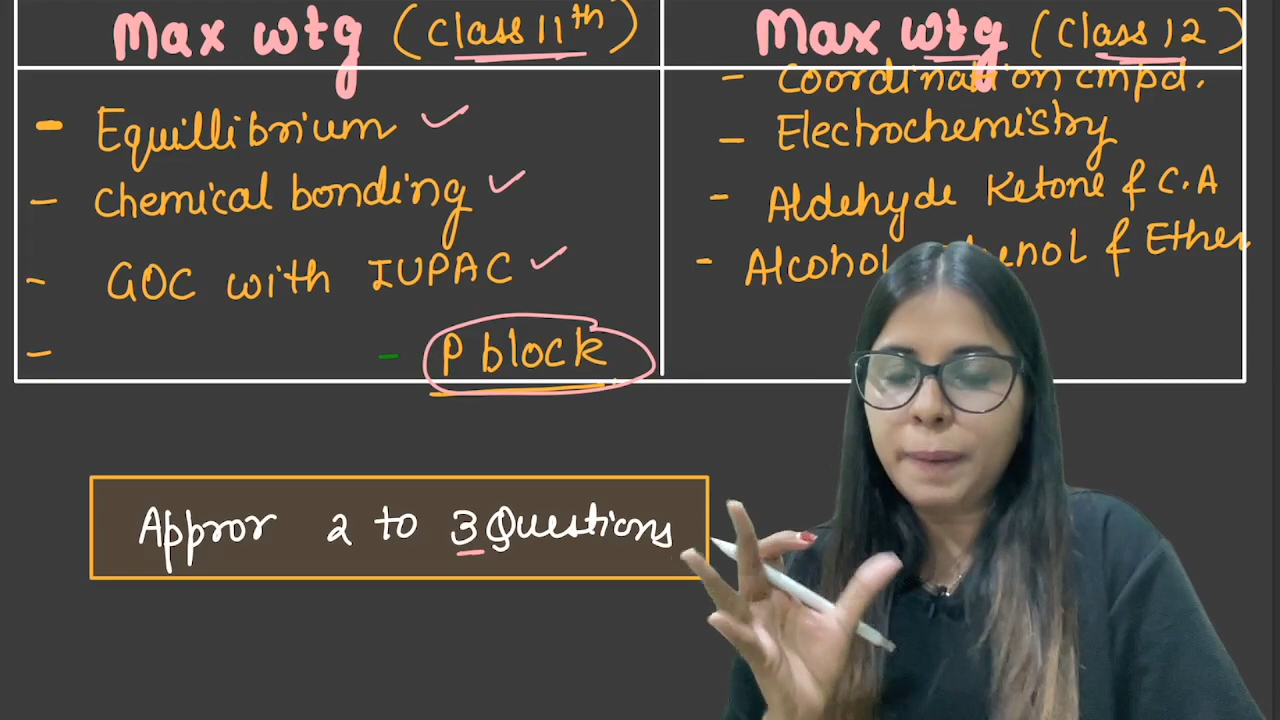 Max wtg (Class 11th)
- Equillibrium
- Chemical bonding
- GOC with IUPAC
-
- P block
Max wtg (Class 12)
- Coordination cmpd.
- Electrochemistry
- Aldehyde Ketone & C.A
- Alcohol & Ether
Appror 2 to 3 Questions